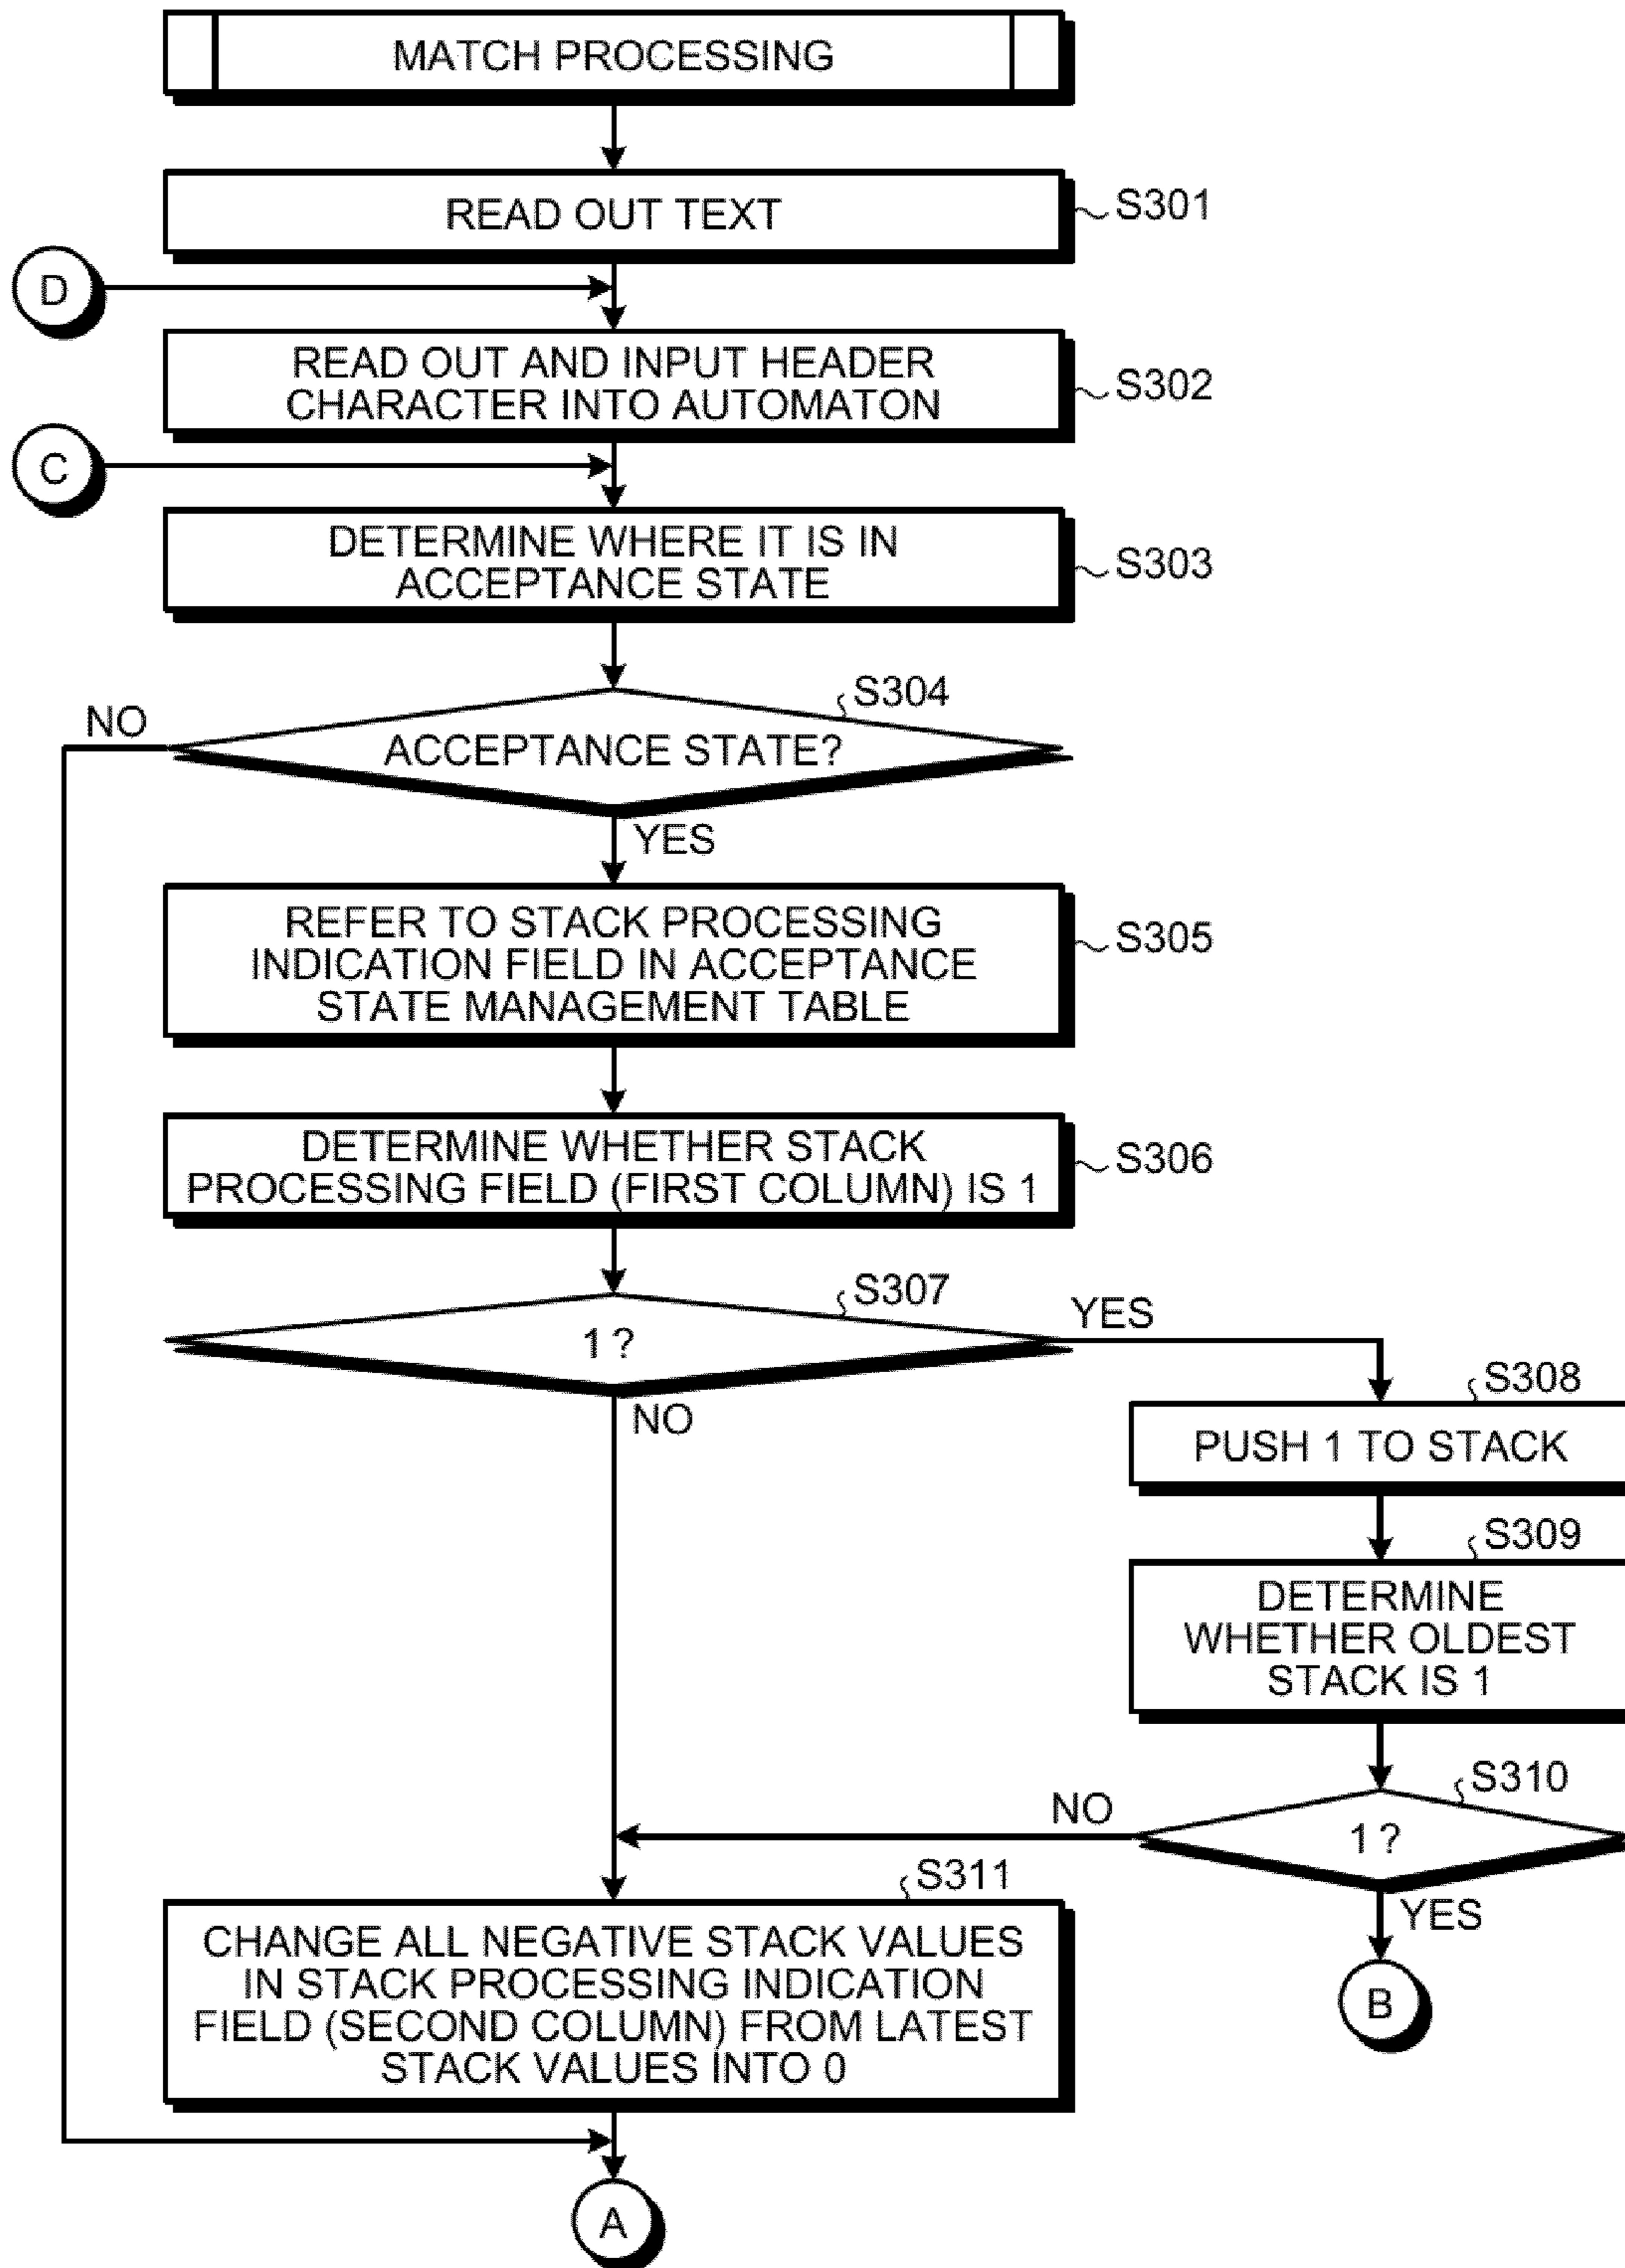 MATCH PROCESSING
READ OUT TEXT
S301
D
READ OUT AND INPUT HEADER
CHARACTER INTO AUTOMATON
S302
C
DETERMINE WHERE IT IS IN
ACCEPTANCE STATE
S303
S304
NO
ACCEPTANCE STATE?
YES
REFER TO STACK PROCESSING
INDICATION FIELD IN ACCEPTANCE
STATE MANAGEMENT TABLE
S305
DETERMINE WHETHER STACK
PROCESSING FIELD (FIRST COLUMN) IS 1
S306
S307
YES
1?
NO
S308
PUSH 1 TO STACK
S309
DETERMINE
WHETHER OLDEST
STACK IS 1
S310
NO
1?
YES
B
S311
CHANGE ALL NEGATIVE STACK VALUES
IN STACK PROCESSING INDICATION
FIELD (SECOND COLUMN) FROM LATEST
STACK VALUES INTO 0
A